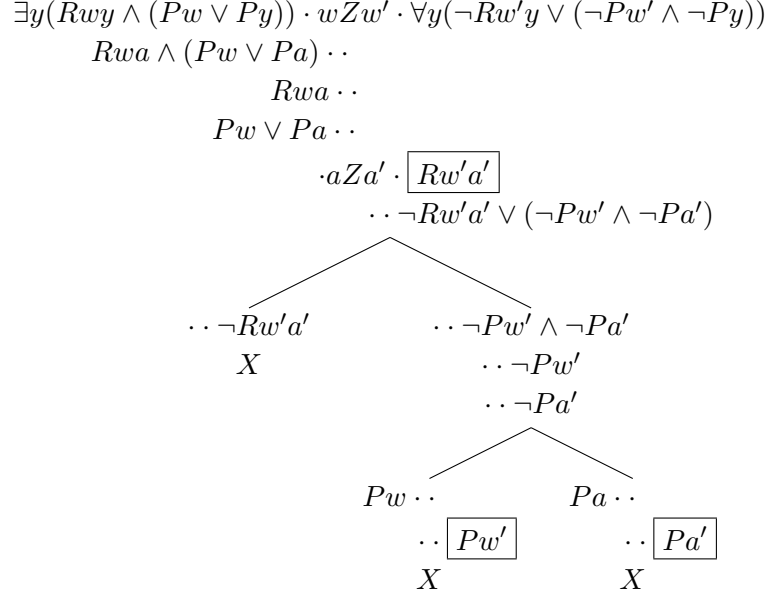 ∃y(Rwy ∧ (Pw ∨ Py)) · wZw′ · ∀y(¬Rw′y ∨ (¬Pw′ ∧ ¬Py))
Rwa ∧ (Pw ∨ Pa) · ·
Rwa · ·
Pw ∨ Pa · ·
·aZa′ · Rw′a′
· · ¬Rw′a′ ∨ (¬Pw′ ∧ ¬Pa′)
· · ¬Rw′a′ · · ¬Pw′ ∧ ¬Pa′
X · · ¬Pw′
· · ¬Pa′
Pw · · Pa · ·
· · Pw′ · · Pa′
X X